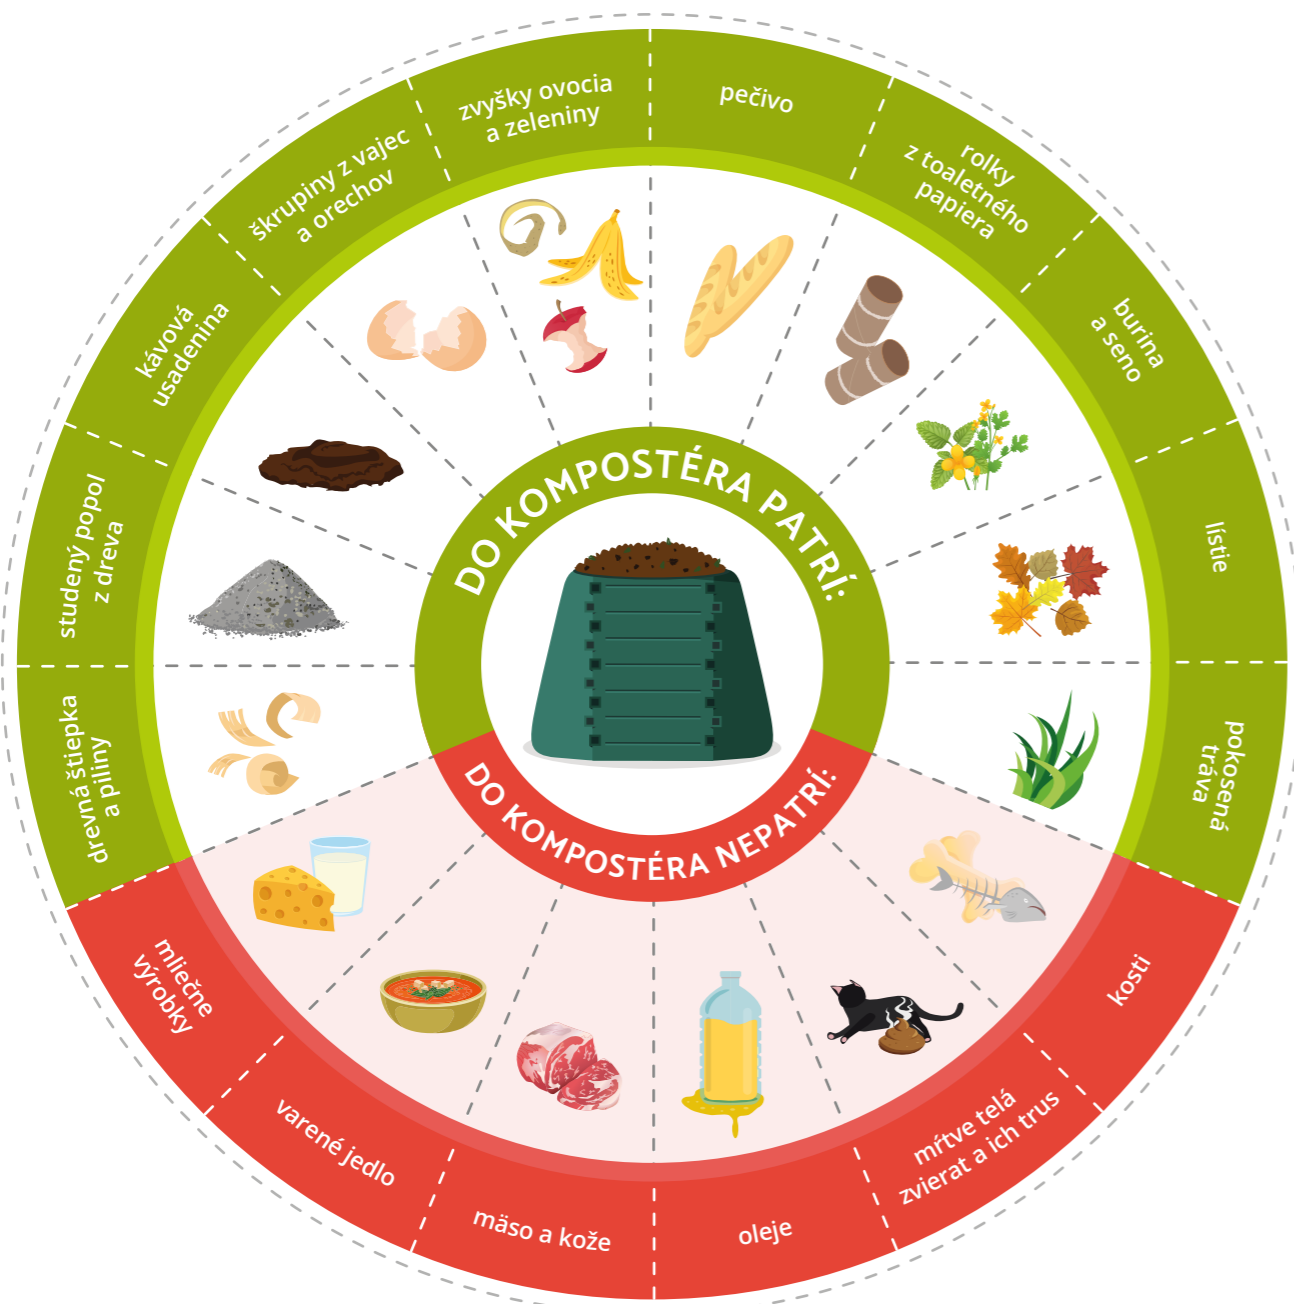 DO KOMPOSTÉRA PATRÍ:
drevná štiepka
a piliny
studený popol
z dreva
kávová
usadenina
škrupiny z vajec
a orechov
zvyšky ovocia
a zeleniny
pečivo
rolky
z toaletného
papiera
burina
a seno
lístie
pokosená
tráva
DO KOMPOSTÉRA NEPATRÍ:
mliečne
výrobky
varené jedlo
mäso a kože
oleje
mŕtve telá
zvierat a ich trus
kosti